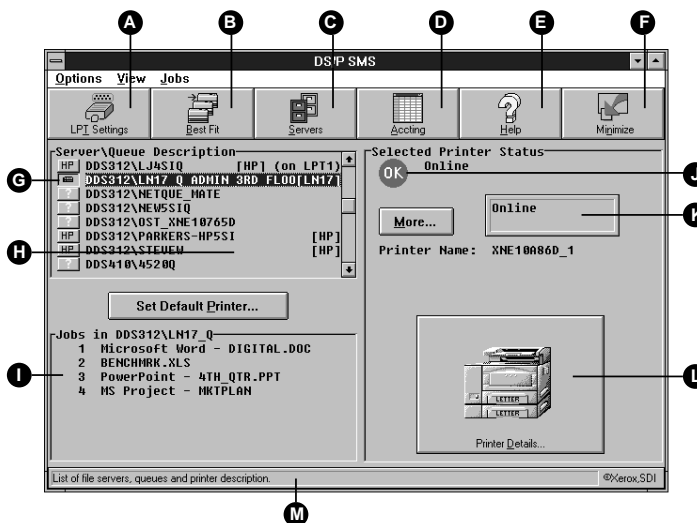 A B C D E F
DS/P SMS
Options View Jobs
LPT Settings Best Fit Servers Accting Help Minimize
Server\Queue Description
HP DDS312\LJ4SIQ [HP] (on LPT1)
G DDS312\LN17_Q ADMIN 3RD FLOO[LN17]
? DDS312\NETQUE_MATE
? DDS312\NEW5SIQ
? DDS312\OST_XNE10765D
HP DDS312\PARKERS-HP5SI [HP]
H HP DDS312\STEVEW [HP]
? DDS410\4520Q
Set Default Printer...
Jobs in DDS312\LN17_Q
1 Microsoft Word - DIGITAL.DOC
2 BENCHMRK.XLS
I 3 PowerPoint - 4TH_QTR.PPT
4 MS Project - MKTPLAN
Selected Printer Status
OK Online J
More... Online K
Printer Name: XNE10A86D_1
L
LETTER
LETTER
Printer Details...
List of file servers, queues and printer description. ©Xerox,SDI
M